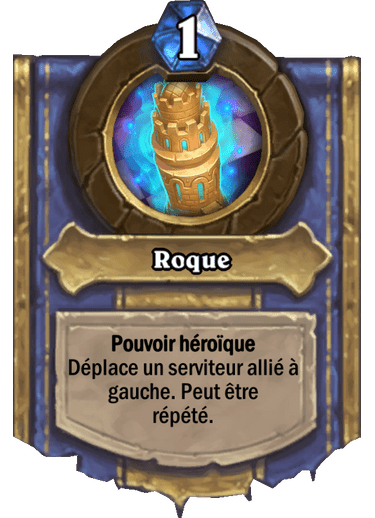 1
Roque
Pouvoir héroïque
Déplace un serviteur allié à
gauche. Peut être
répété.